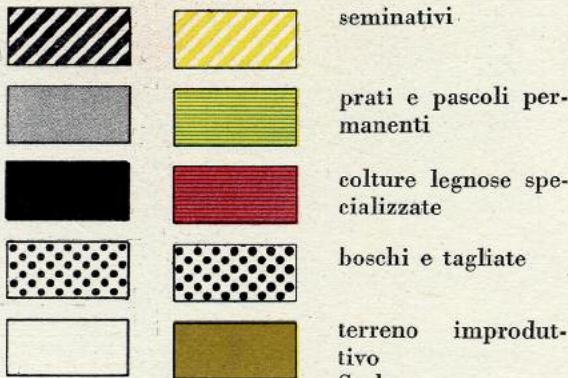 seminativi
prati e pascoli per-
manenti
colture legnose spe-
cializzate
boschi e tagliate
terreno improdut-
tivo